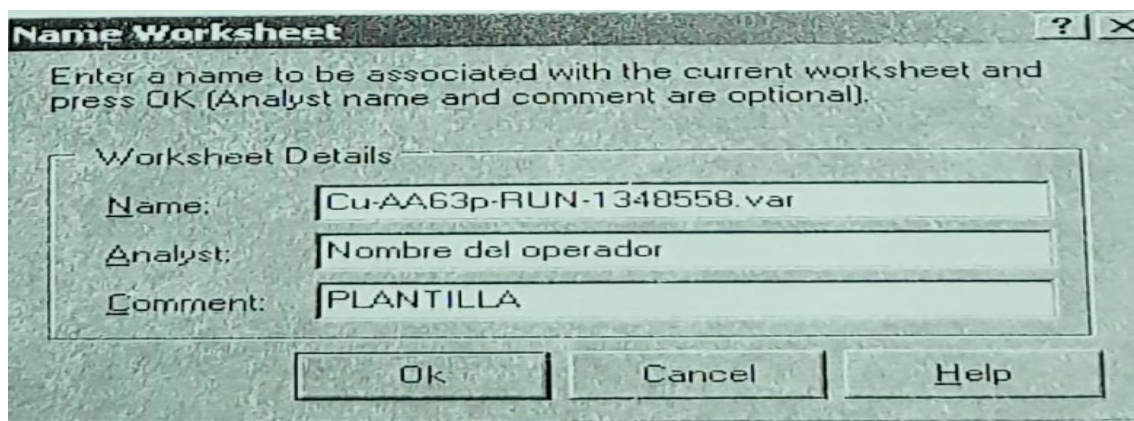 Name Worksheet
Enter a name to be associated with the current worksheet and
press OK (Analyst name and comment are optional).
Worksheet Details
Name: Cu-AA63p-RUN-1348558.var
Analyst: Nombre del operador
Comment: PLANTILLA
Ok Cancel Help